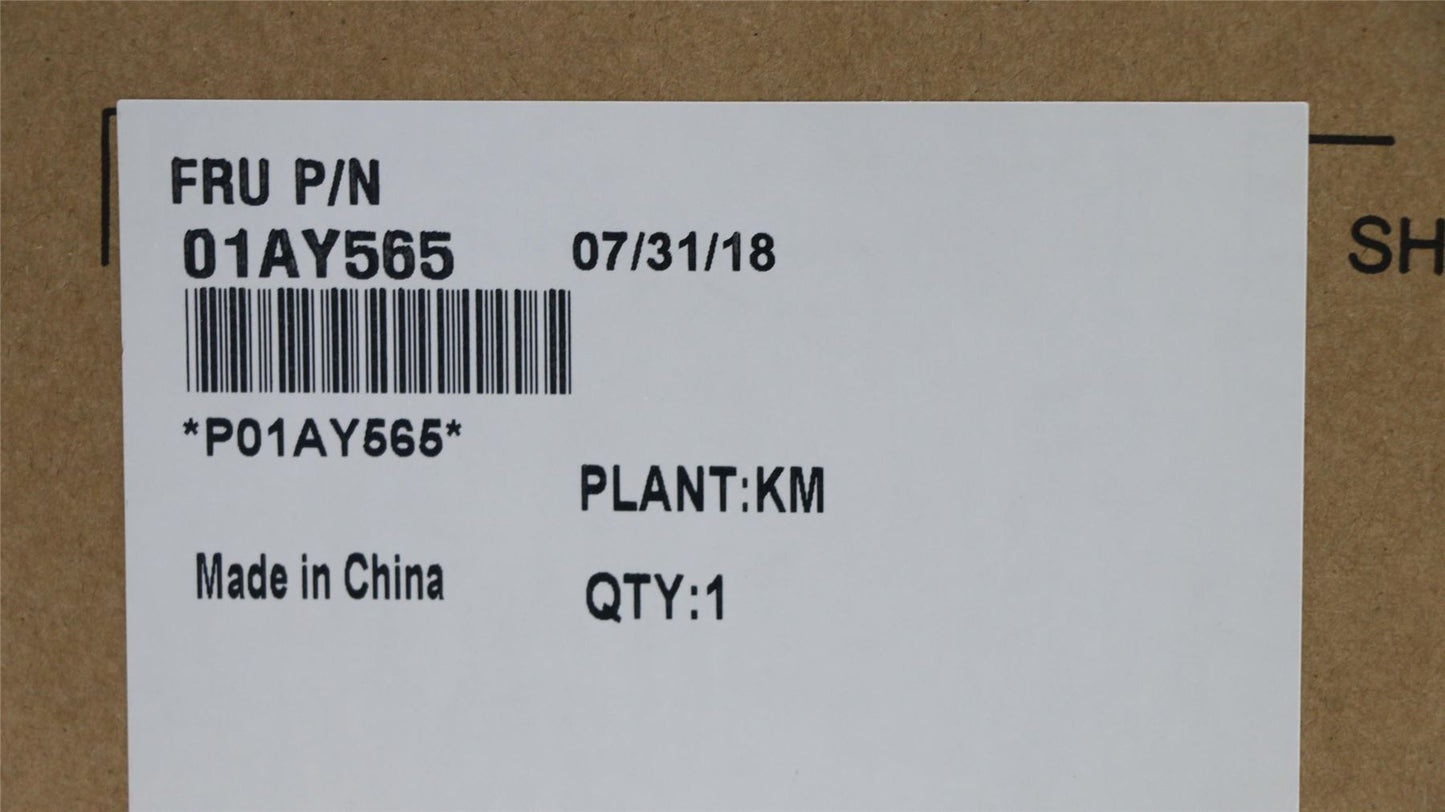 FRU P/N
01AY565 07/31/18
*P01AY565*
PLANT:KM
Made in China QTY:1
SH